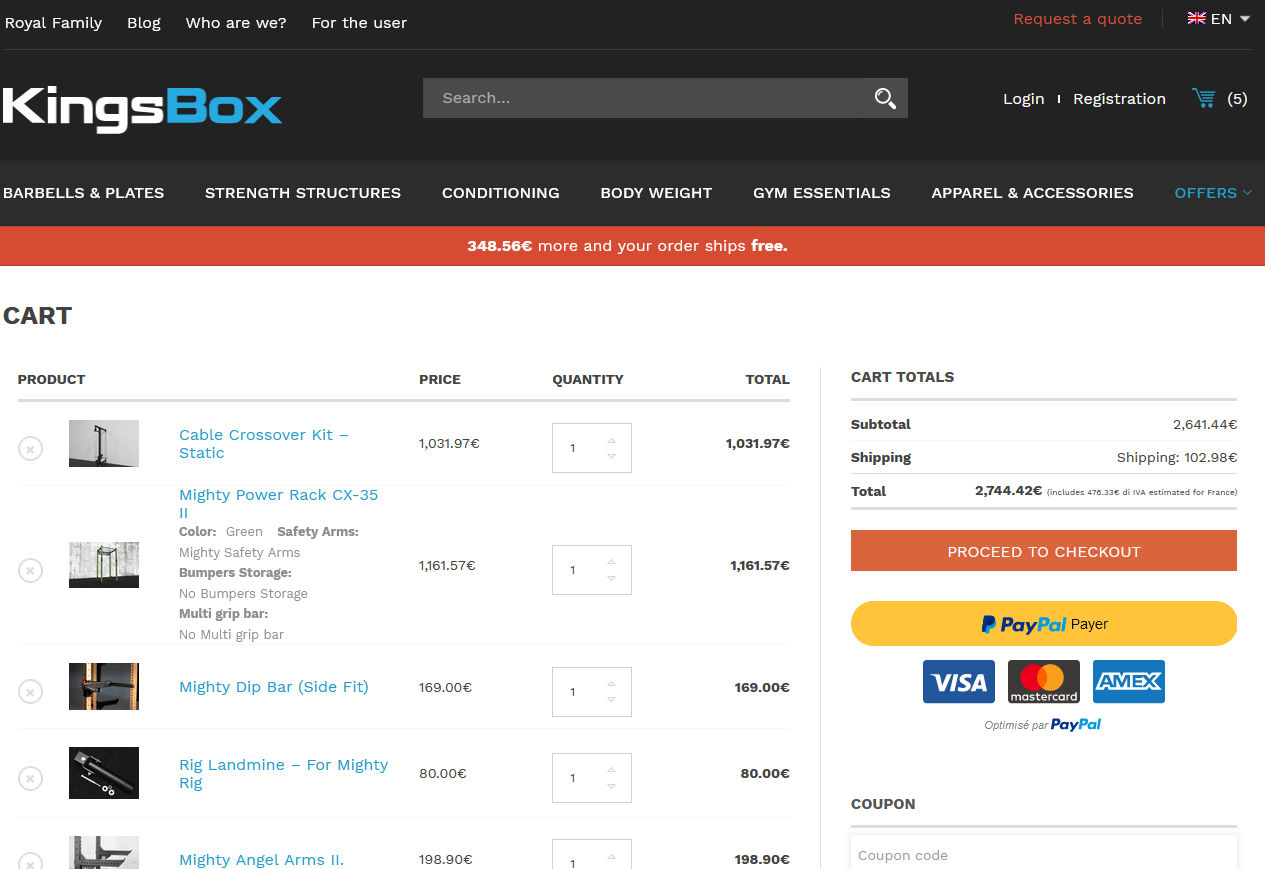 Royal Family Blog Who are we? For the user Request a quote EN
KingsBox Search... Login Registration (5)
BARBELLS & PLATES STRENGTH STRUCTURES CONDITIONING BODY WEIGHT GYM ESSENTIALS APPAREL & ACCESSORIES OFFERS
348.56€ more and your order ships free.
CART
PRODUCT PRICE QUANTITY TOTAL
Cable Crossover Kit –
Static
1,031.97€ 1 1,031.97€
Mighty Power Rack CX-35
II
Color: Green Safety Arms:
Mighty Safety Arms
Bumpers Storage:
No Bumpers Storage
Multi grip bar:
No Multi grip bar
1,161.57€ 1 1,161.57€
Mighty Dip Bar (Side Fit) 169.00€ 1 169.00€
Rig Landmine – For Mighty
Rig
80.00€ 1 80.00€
Mighty Angel Arms II. 198.90€ 1 198.90€
CART TOTALS
Subtotal 2,641.44€
Shipping Shipping: 102.98€
Total 2,744.42€ (includes 476.33€ di IVA estimated for France)
PROCEED TO CHECKOUT
PayPal Payer
VISA mastercard AMEX
Optimisé par PayPal
COUPON
Coupon code